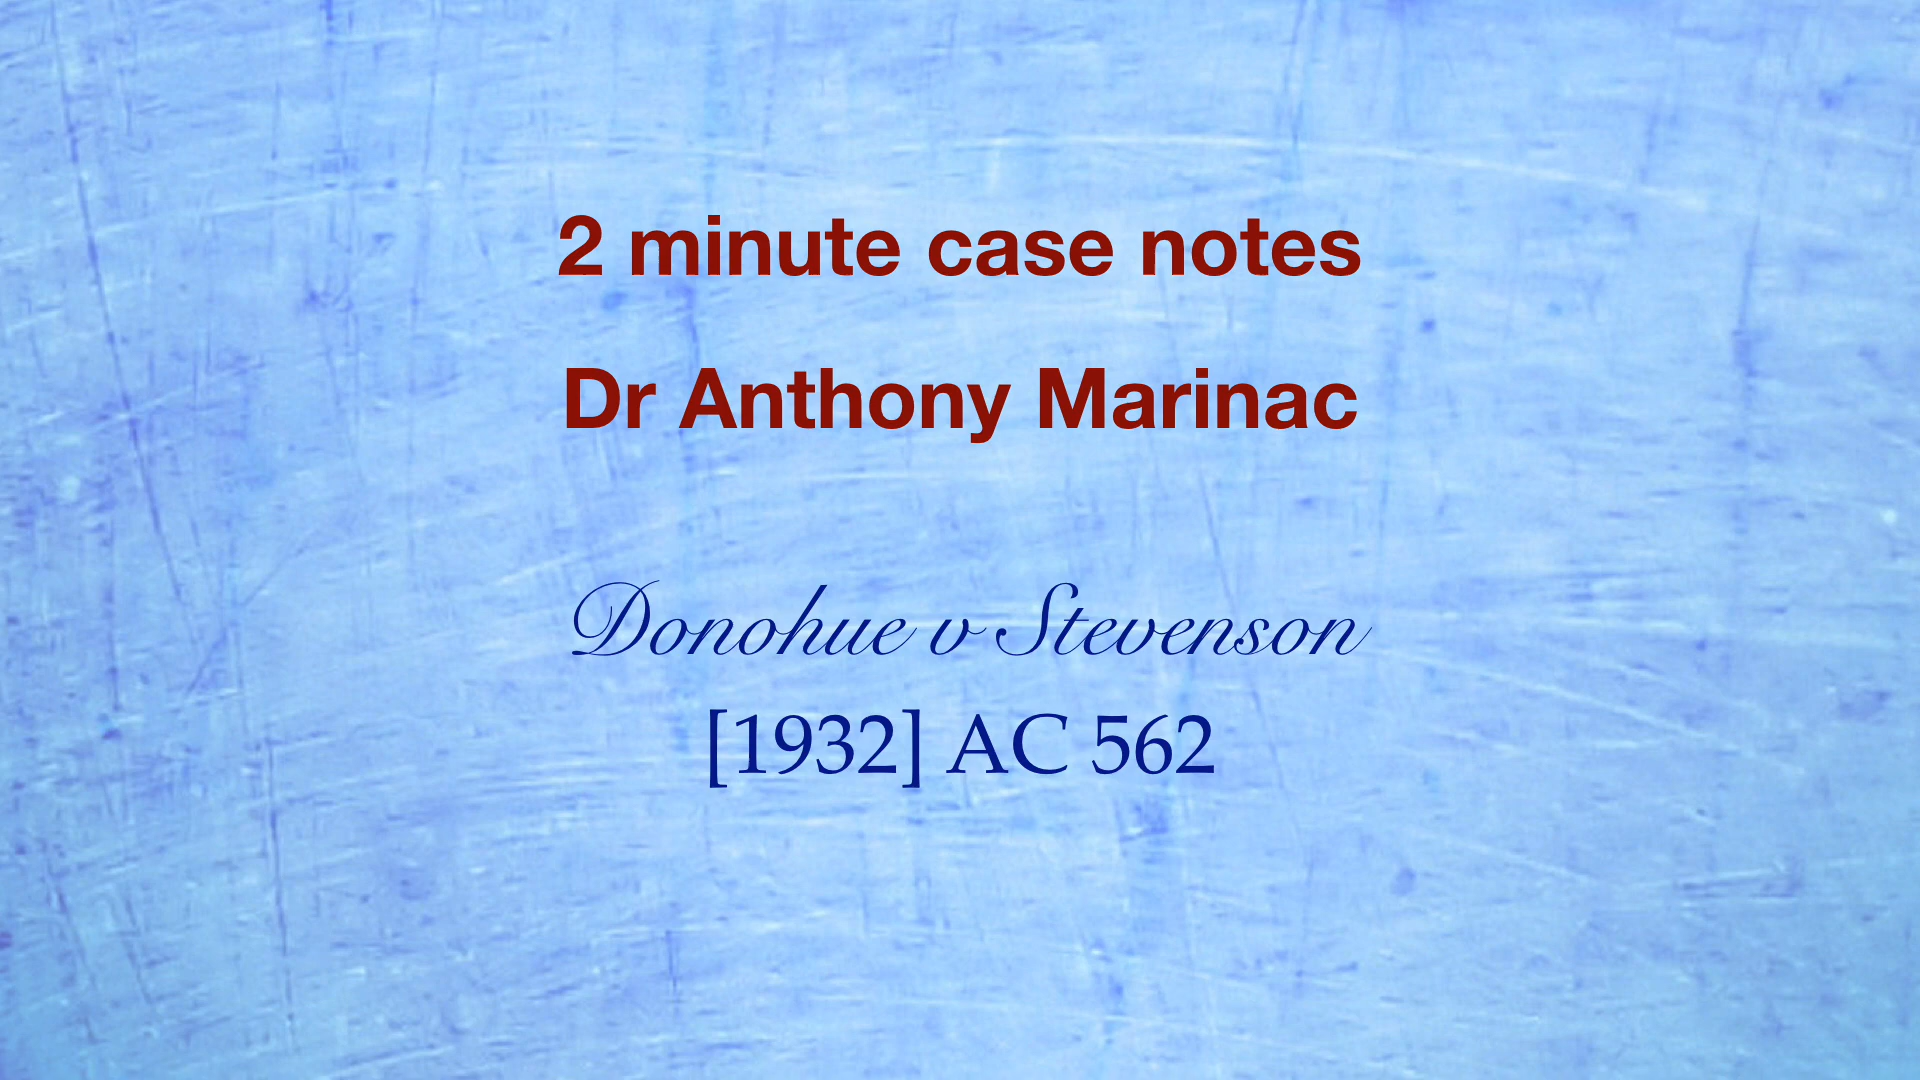 2 minute case notes
Dr Anthony Marinac
Donohue v Stevenson
[1932] AC 562